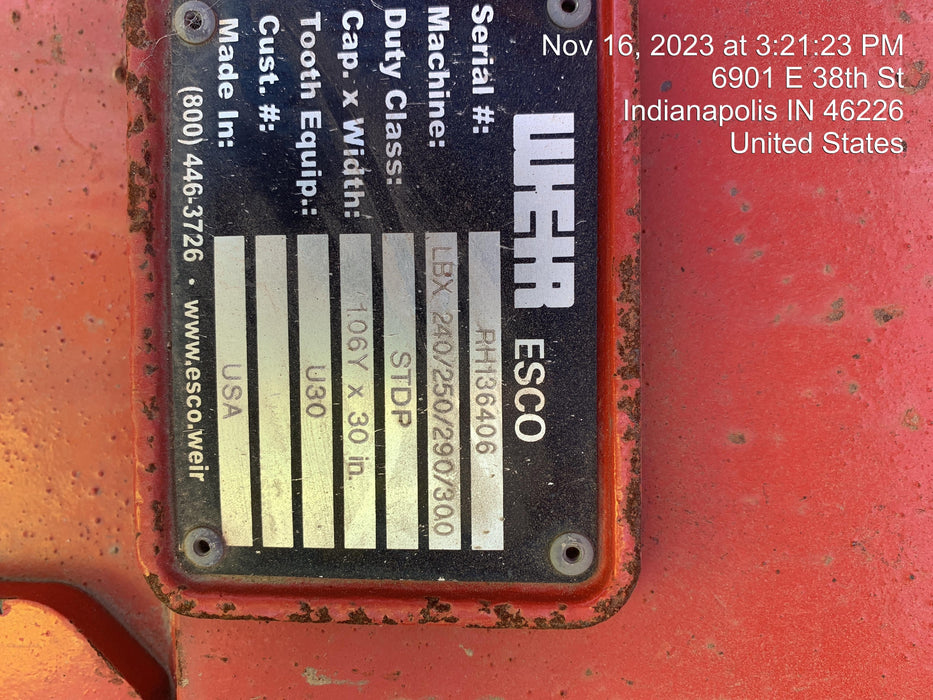 Nov 16, 2023 at 3:21:23 PM
6901 E 38th St
Indianapolis IN 46226
United States
WEIR ESCO
Serial #: RH136406
Machine: LBX 240/250/290/300
Duty Class: STDP
Cap. x Width: 1.06Y x 30 in.
Tooth Equip.: U30
Cust. #:
Made In: USA
(800) 446-3726 • www.esco.weir